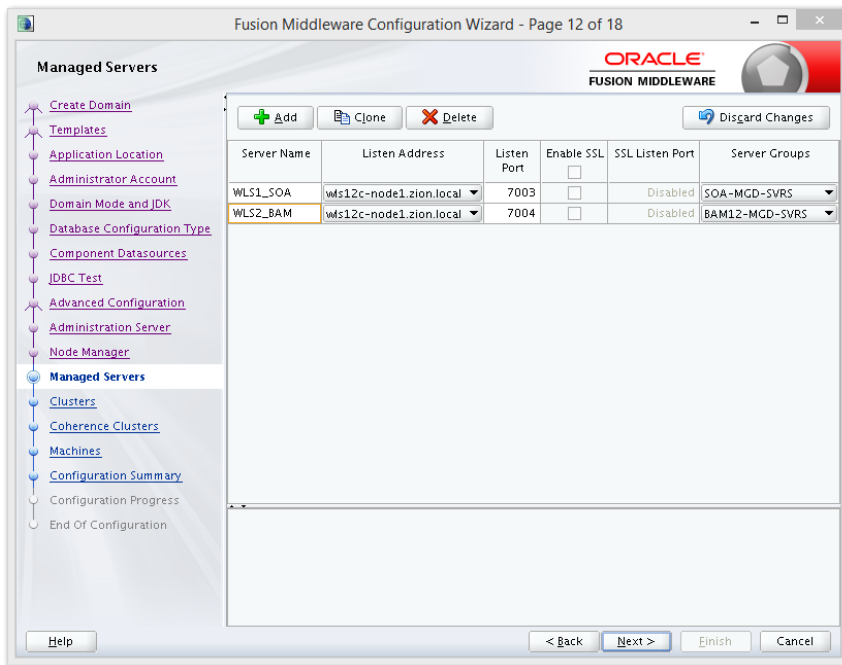 Fusion Middleware Configuration Wizard - Page 12 of 18
Managed Servers
ORACLE
FUSION MIDDLEWARE
Create Domain
Templates
Application Location
Administrator Account
Domain Mode and JDK
Database Configuration Type
Component Datasources
JDBC Test
Advanced Configuration
Administration Server
Node Manager
Managed Servers
Clusters
Coherence Clusters
Machines
Configuration Summary
Configuration Progress
End Of Configuration
Add Clone Delete Discard Changes
Server Name Listen Address Listen Port Enable SSL SSL Listen Port Server Groups
WLS1_SOA wls12c-node1.zion.local 7003 Disabled SOA-MGD-SVRS
WLS2_BAM wls12c-node1.zion.local 7004 Disabled BAM12-MGD-SVRS
Help < Back Next > Finish Cancel